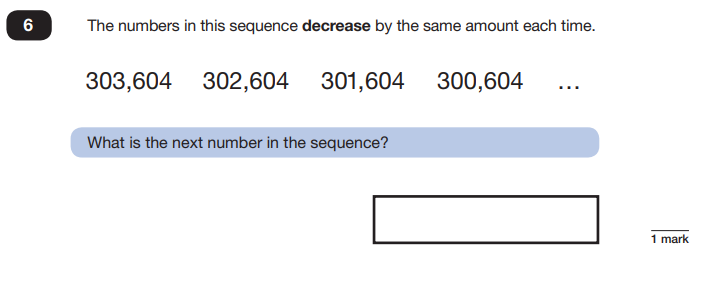 6 The numbers in this sequence decrease by the same amount each time.
303,604 302,604 301,604 300,604 ...
What is the next number in the sequence?
1 mark